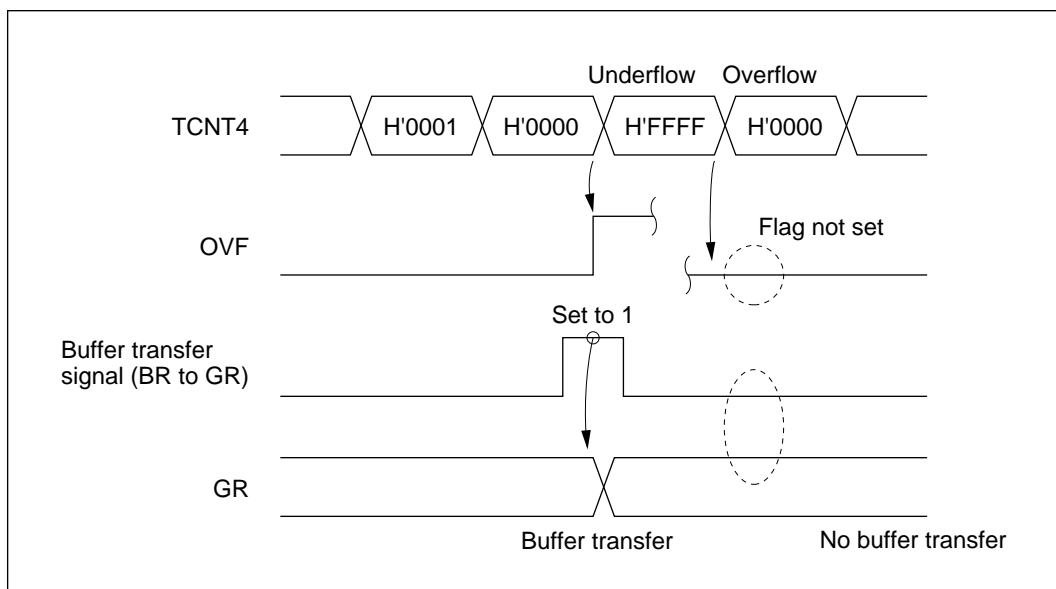 Underflow Overflow
TCNT4 H'0001 H'0000 H'FFFF H'0000
Flag not set
OVF
Set to 1
Buffer transfer
signal (BR to GR)
GR
Buffer transfer No buffer transfer